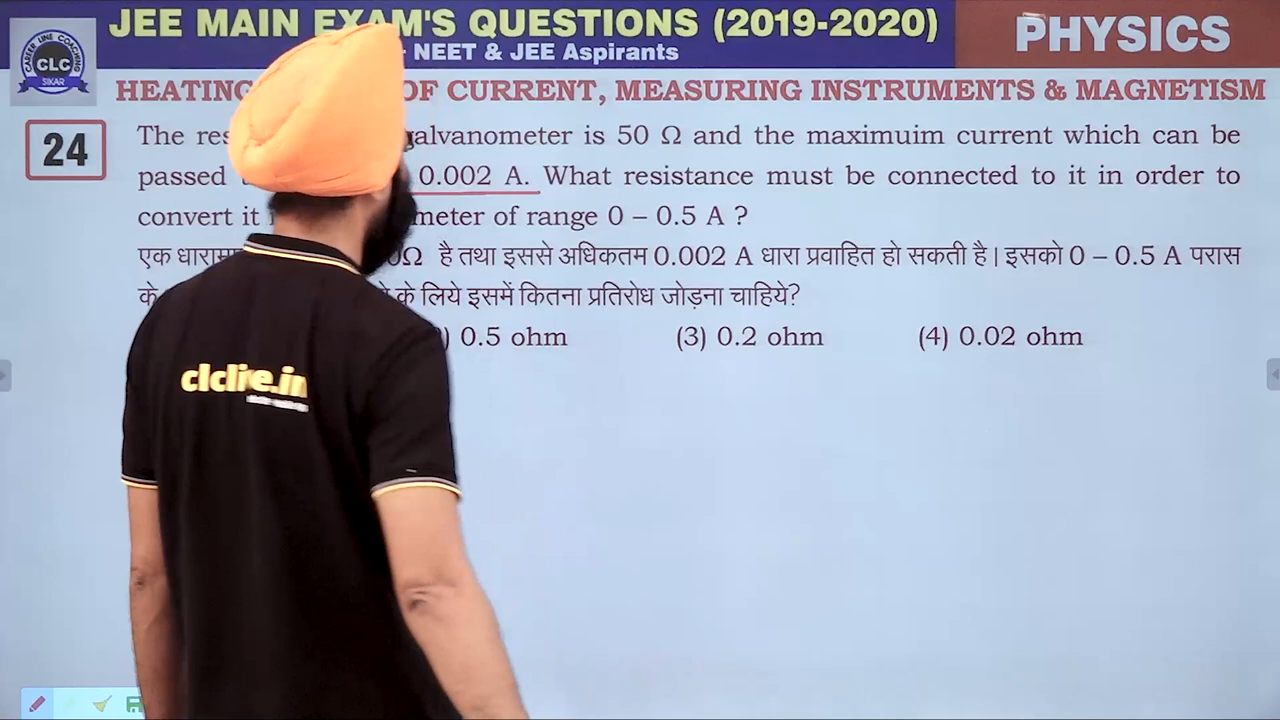 JEE MAIN EXAM'S QUESTIONS (2019-2020)
NEET & JEE Aspirants
PHYSICS
CAREER LINE COACHING
CLC
SIKAR
HEATING OF CURRENT, MEASURING INSTRUMENTS & MAGNETISM
24
The galvanometer is 50 Ω and the maximuim current which can be
passed 0.002 A. What resistance must be connected to it in order to
convert it meter of range 0 – 0.5 A ?
एक है तथा इससे अधिकतम 0.002 A धारा प्रवाहित हो सकती है। इसको 0 – 0.5 A परास
के के लिये इसमें कितना प्रतिरोध जोड़ना चाहिये?
0.5 ohm (3) 0.2 ohm (4) 0.02 ohm
clclive.in